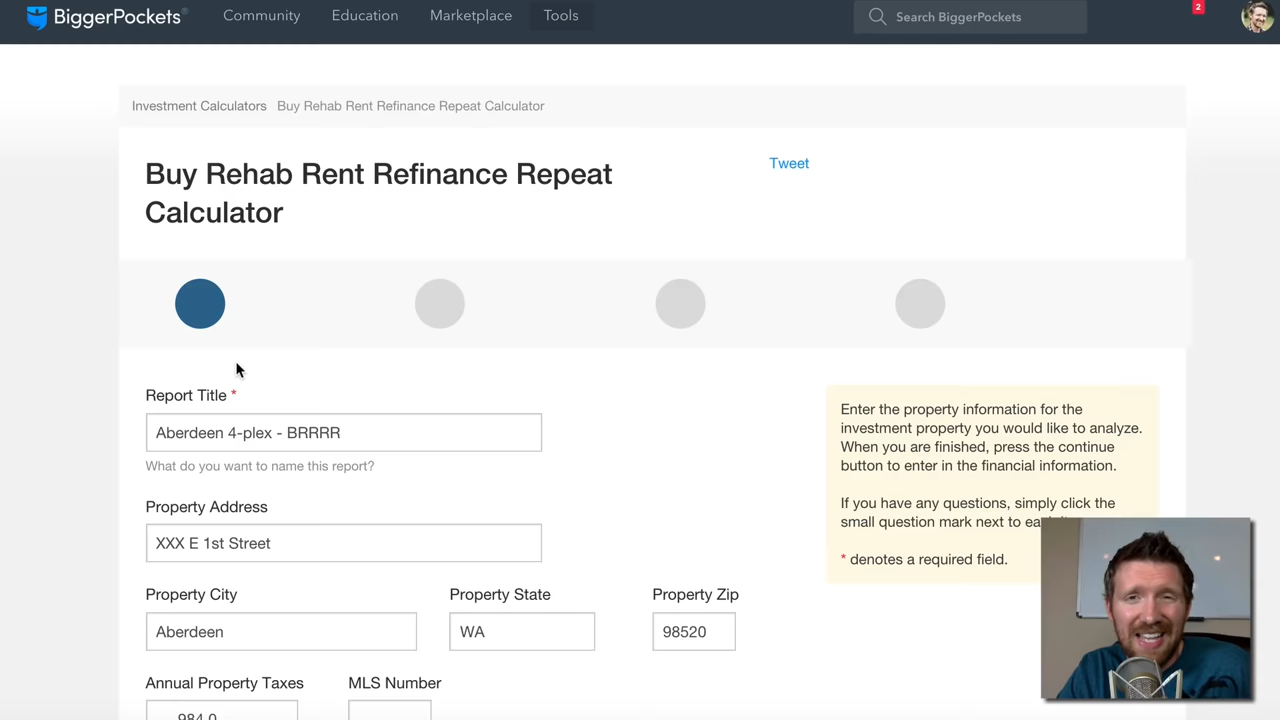 BiggerPockets®
Community
Education
Marketplace
Tools
Search BiggerPockets
2
Investment Calculators
Buy Rehab Rent Refinance Repeat Calculator
Buy Rehab Rent Refinance Repeat
Calculator
Tweet
Report Title *
Aberdeen 4-plex - BRRRR
What do you want to name this report?
Property Address
XXX E 1st Street
Property City
Property State
Property Zip
Aberdeen
WA
98520
Annual Property Taxes
MLS Number
984.0
Enter the property information for the
investment property you would like to analyze.
When you are finished, press the continue
button to enter in the financial information.
If you have any questions, simply click the
small question mark next to
* denotes a required field.